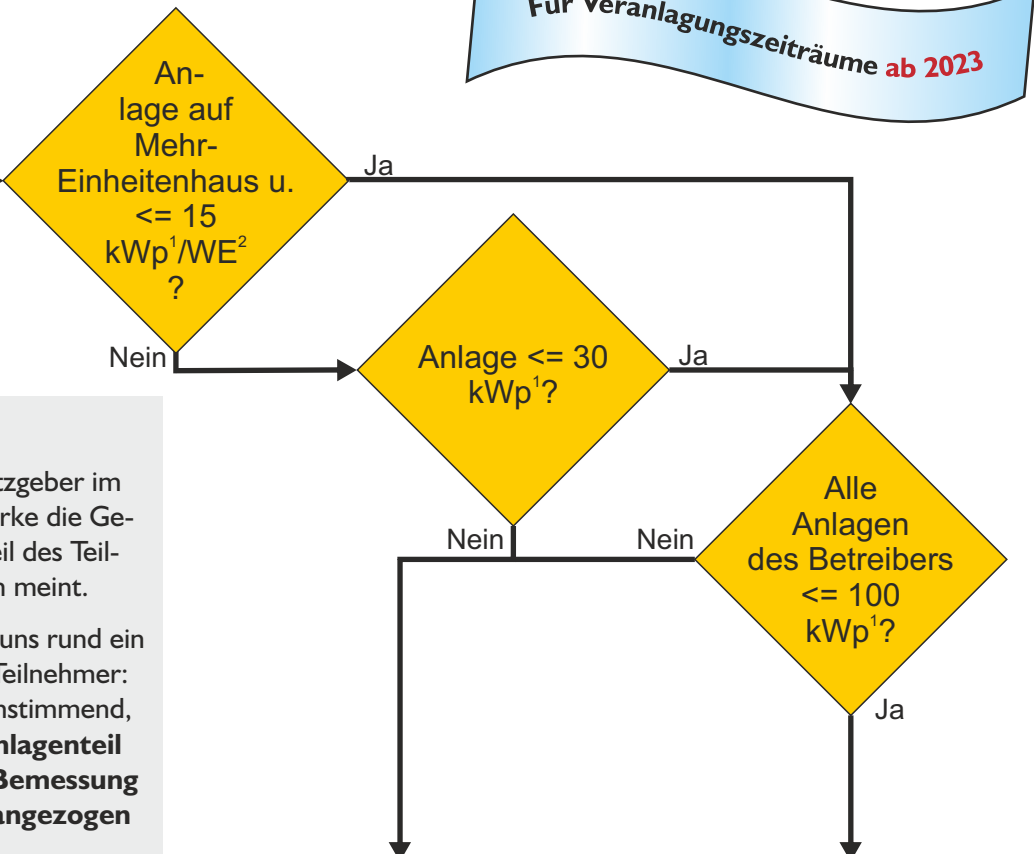 Für Veranlagungszeiträume ab 2023
An-
lage auf
Mehr-
Einheitenhaus u.
<= 15
kWp¹/WE²
?
Ja
Nein
Anlage <= 30
kWp¹?
Ja
Nein
Nein
Alle
Anlagen
des Betreibers
<= 100
kWp¹?
Ja
tzgeber im
rke die Ge-
eil des Teil-
n meint.
uns rund ein
Teilnehmer:
nstimmend,
nlagenteil
Bemessung
angezogen